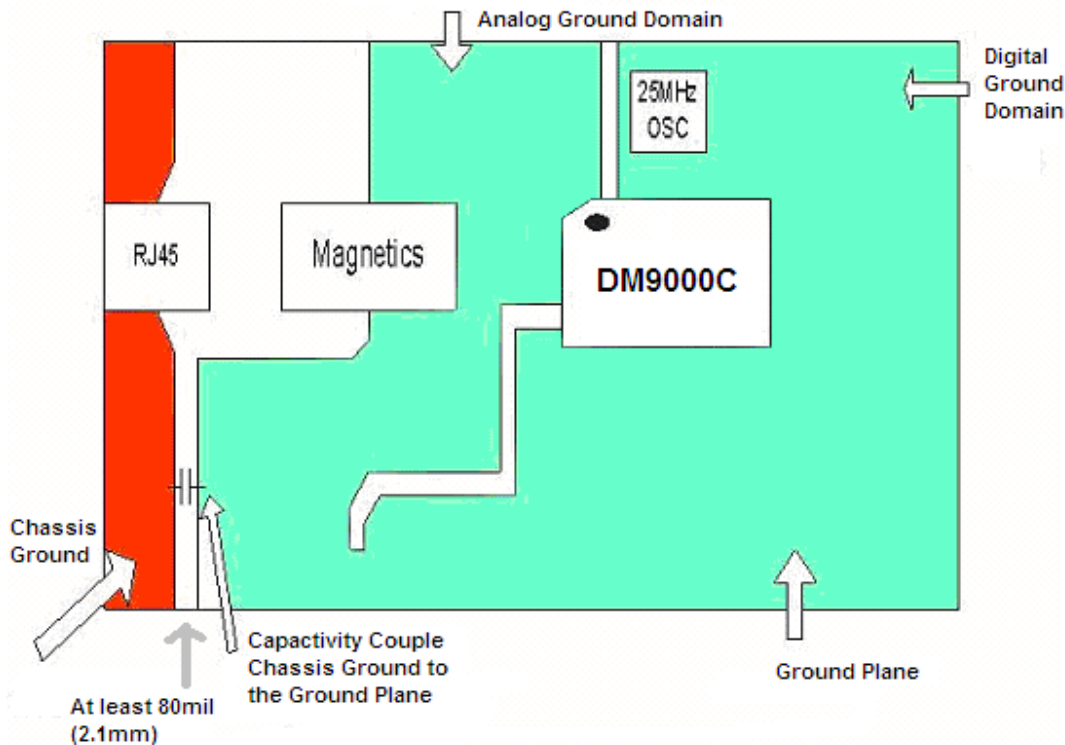 Analog Ground Domain
Digital
Ground
Domain
25MHz
OSC
RJ45
Magnetics
DM9000C
Chassis
Ground
Capactivity Couple
Chassis Ground to
the Ground Plane
Ground Plane
At least 80mil
(2.1mm)